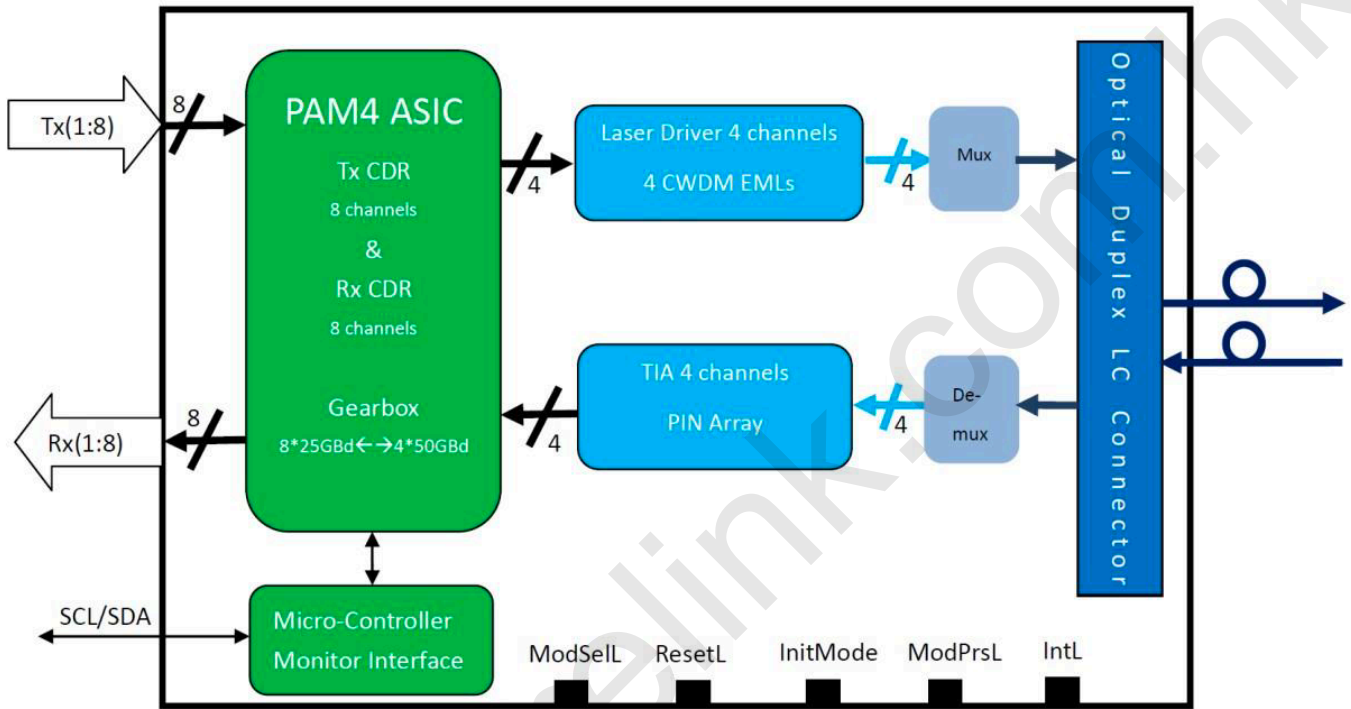 8
Tx(1:8)
PAM4 ASIC
Tx CDR
8 channels
&
Rx CDR
8 channels
Gearbox
8*25GBd←→4*50GBd
4
Laser Driver 4 channels
4 CWDM EMLs
4
Mux
Optical Duplex LC Connector
8
Rx(1:8)
4
TIA 4 channels
PIN Array
4
De-
mux
SCL/SDA
Micro-Controller
Monitor Interface
ModSelL
ResetL
InitMode
ModPrsL
IntL
elink.com.hk